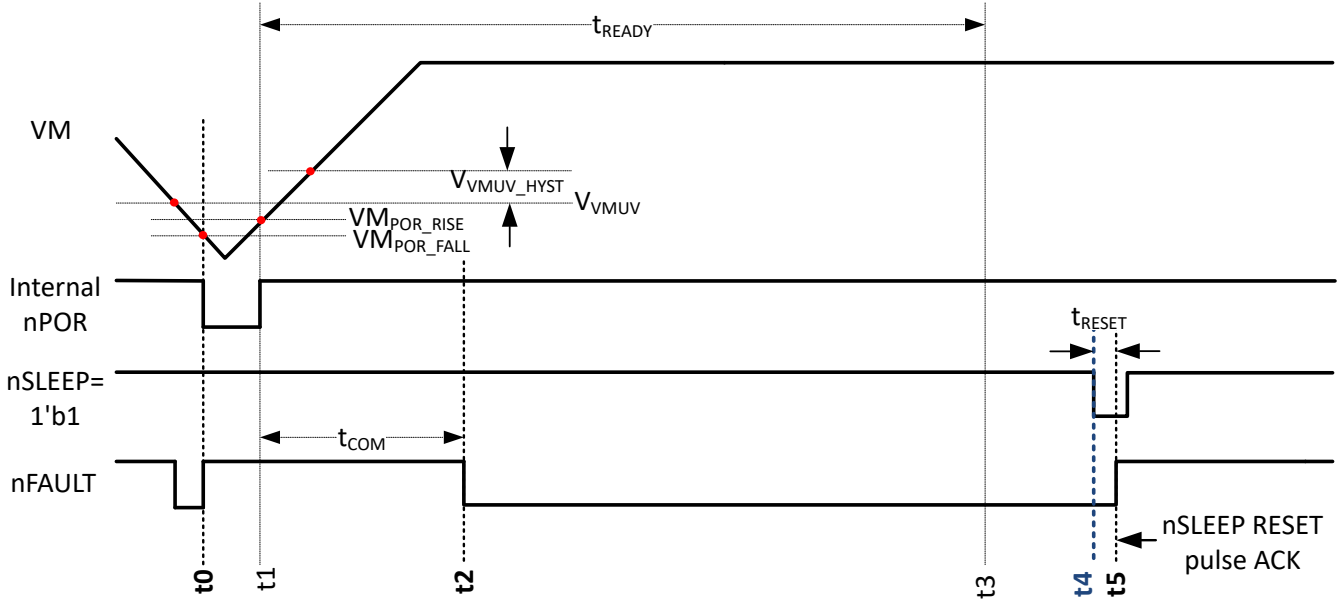 tREADY
VM
VVMUV_HYST
VVMUV
VMPOR_RISE
VMPOR_FALL
Internal
nPOR
tRESET
nSLEEP=
1'b1
tCOM
nFAULT
nSLEEP RESET
pulse ACK
t0
t1
t2
t3
t4
t5